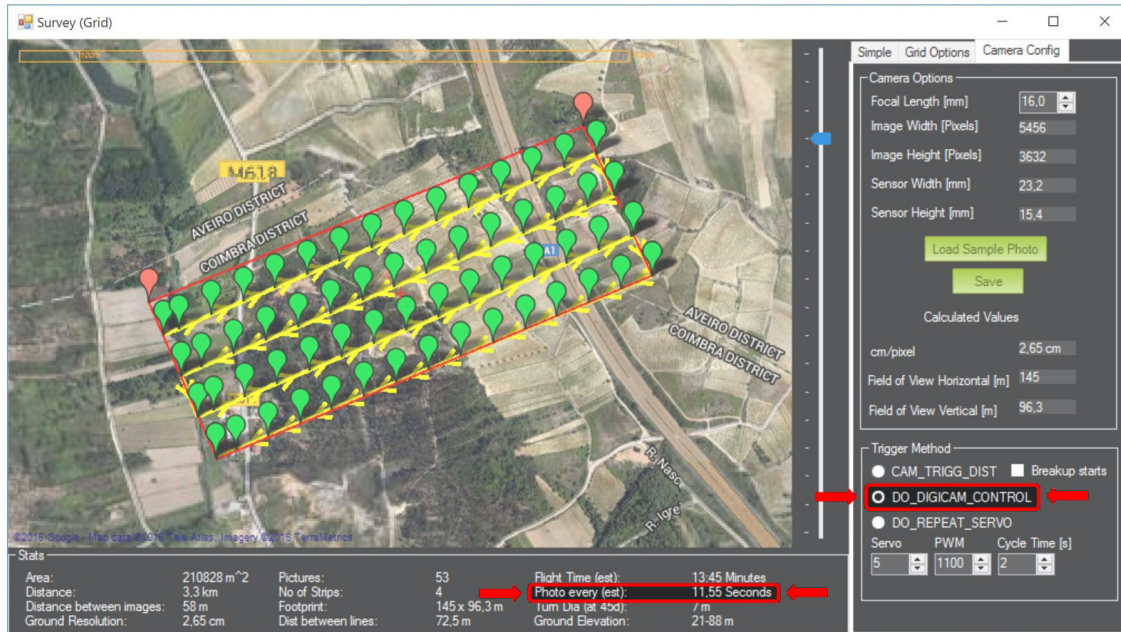 Survey (Grid)
100m
M618
AVEIRO DISTRICT
COIMBRA DISTRICT
A1
AVEIRO DISTRICT
COIMBRA DISTRICT
R. Nasc
R. Igre
©2016 Google - Map data ©2016 Tele Atlas, Imagery ©2016 TerraMetrics
Simple
Grid Options
Camera Config
Camera Options
Focal Length [mm] 16,0
Image Width [Pixels] 5456
Image Height [Pixels] 3632
Sensor Width [mm] 23,2
Sensor Height [mm] 15,4
Load Sample Photo
Save
Calculated Values
cm/pixel 2,65 cm
Field of View Horizontal [m] 145
Field of View Vertical [m] 96,3
Trigger Method
CAM_TRIGG_DIST Breakup starts
DO_DIGICAM_CONTROL
DO_REPEAT_SERVO
Servo PWM Cycle Time [s]
5 1100 2
Stats
Area: 210828 m^2 Pictures: 53 Flight Time (est): 13:45 Minutes
Distance: 3,3 km No of Strips: 4 Photo every (est): 11,55 Seconds
Distance between images: 58 m Footprint: 145 x 96,3 m Turn Dia (at 45d): 7 m
Ground Resolution: 2,65 cm Dist between lines: 72,5 m Ground Elevation: 21-88 m